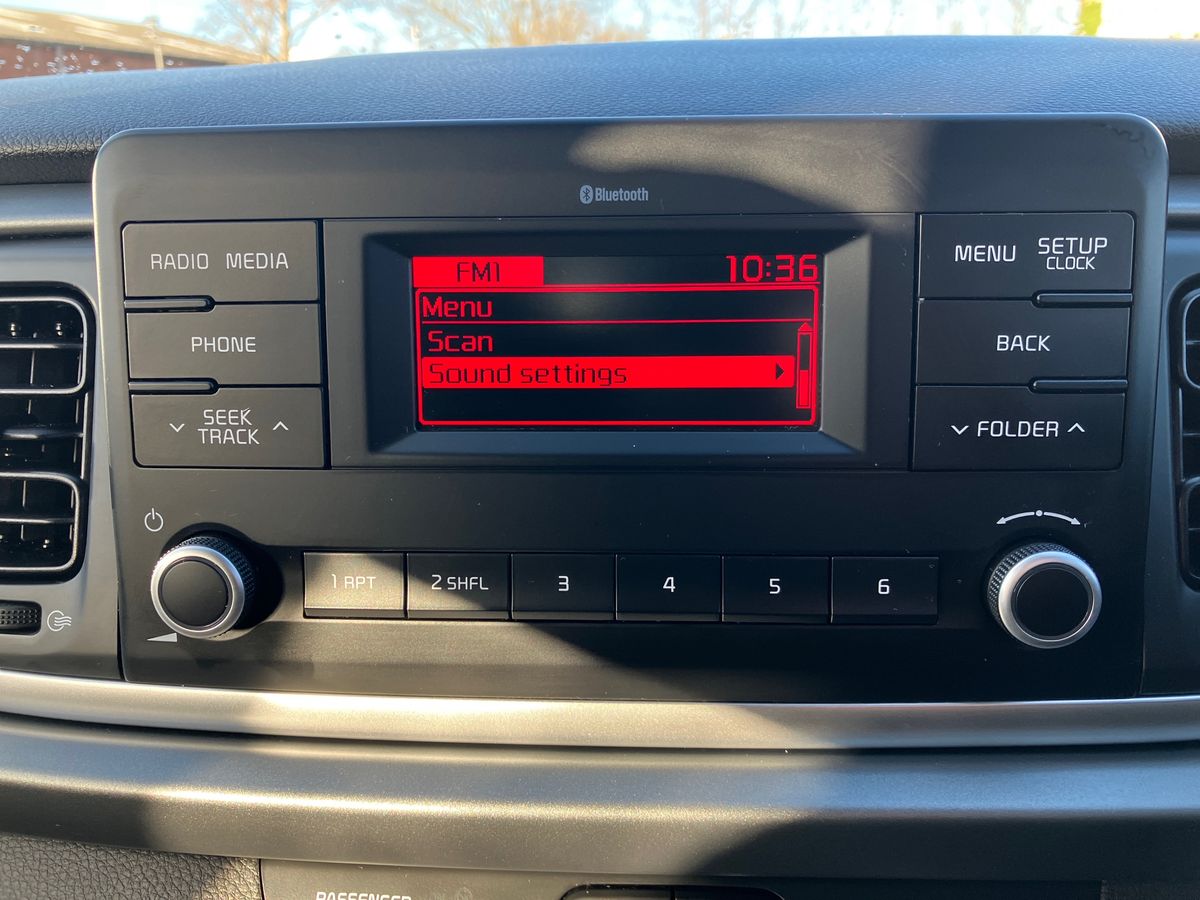 Bluetooth
RADIO MEDIA
PHONE
SEEK
TRACK
FM1 10:36
Menu
Scan
Sound settings
MENU SETUP
CLOCK
BACK
FOLDER
1 RPT
2 SHFL
3
4
5
6
PASSENGER